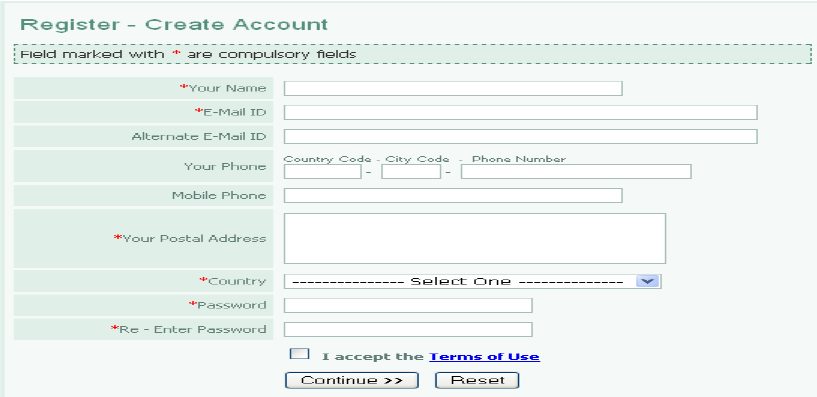 Register - Create Account
Field marked with * are compulsory fields
*Your Name
*E-Mail ID
Alternate E-Mail ID
Your Phone
Country Code - City Code - Phone Number
- -
Mobile Phone
*Your Postal Address
*Country
-------------- Select One -------------
*Password
*Re - Enter Password
I accept the Terms of Use
Continue >> Reset